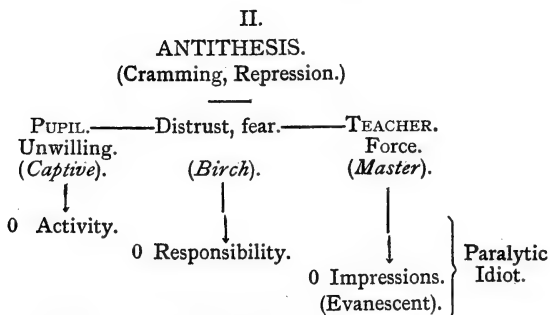 II.
ANTITHESIS.
(Cramming, Repression.)
PUPIL.—Distrust, fear.—TEACHER.
Unwilling. Force.
(Captive). (Birch). (Master).
0 Activity.
0 Responsibility.
0 Impressions.
(Evanescent).
Paralytic
Idiot.